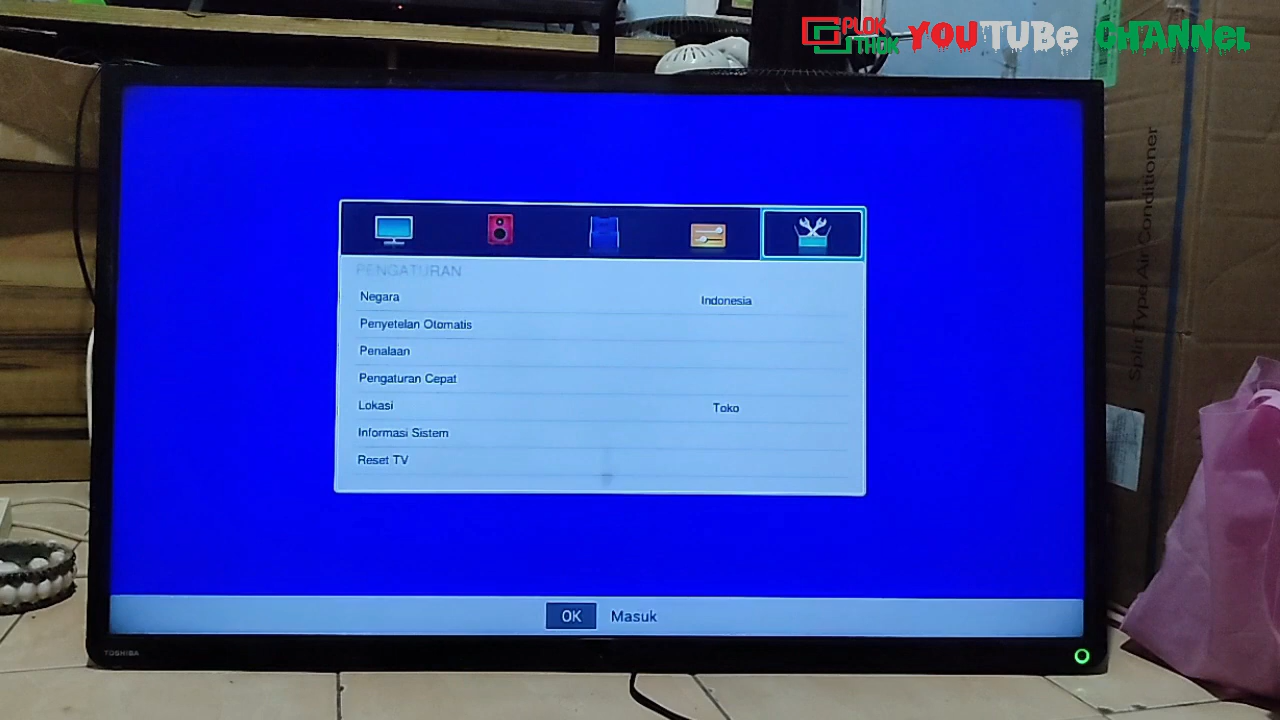 PLOK
THOK
YOUTUBE CHANNEL
PENGATURAN
Negara Indonesia
Penyetelan Otomatis
Penalaan
Pengaturan Cepat
Lokasi Toko
Informasi Sistem
Reset TV
OK Masuk
TOSHIBA
Split Type Air Conditioner